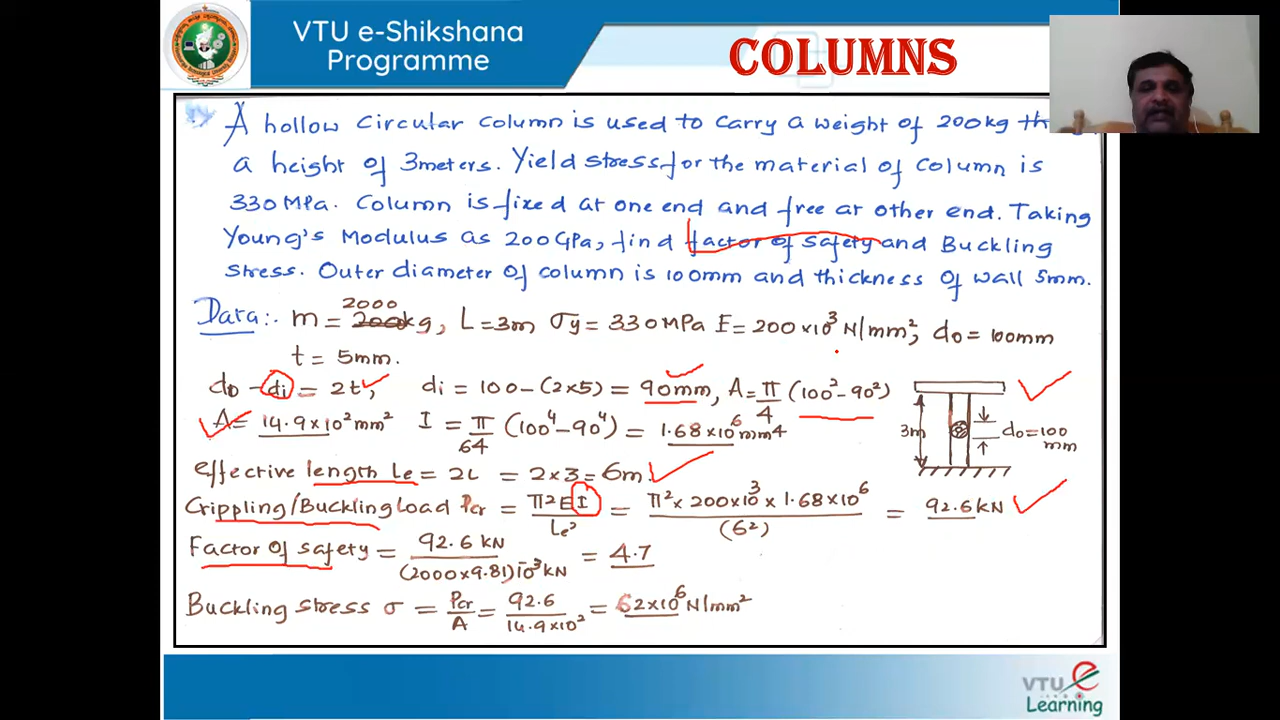 VTU e-Shikshana
Programme
COLUMNS
A hollow circular column is used to carry a weight of 200kg
a height of 3meters. Yield stress for the material of column is
330MPa. Column is fixed at one end and free at other end. Taking
Young's Modulus as 200GPa, find factor of safety and Buckling
stress. Outer diameter of column is 100mm and thickness of wall 5mm.
Data:- m = 2000 200kg, L=3m σy = 330MPa E = 200×10³ N/mm², do = 100mm
t = 5mm.
do - di = 2t, di = 100-(2×5) = 90mm, A = π/4 (100²-90²)
A = 14.9×10² mm² I = π/64 (100⁴-90⁴) = 1.68×10⁶ mm4
3m
do=100
mm
effective length Le = 2L = 2×3 = 6m
Crippling/Buckling Load Pcr = π²EI/Le² = π² × 200×10³ × 1.68×10⁶/(6²) = 92.6 kN
Factor of safety = 92.6 kN/(2000×9.81)10⁻³ kN = 4.7
Buckling stress σ = Pcr/A = 92.6/14.9×10² = 62×10⁶ N/mm²
VTU e
Learning